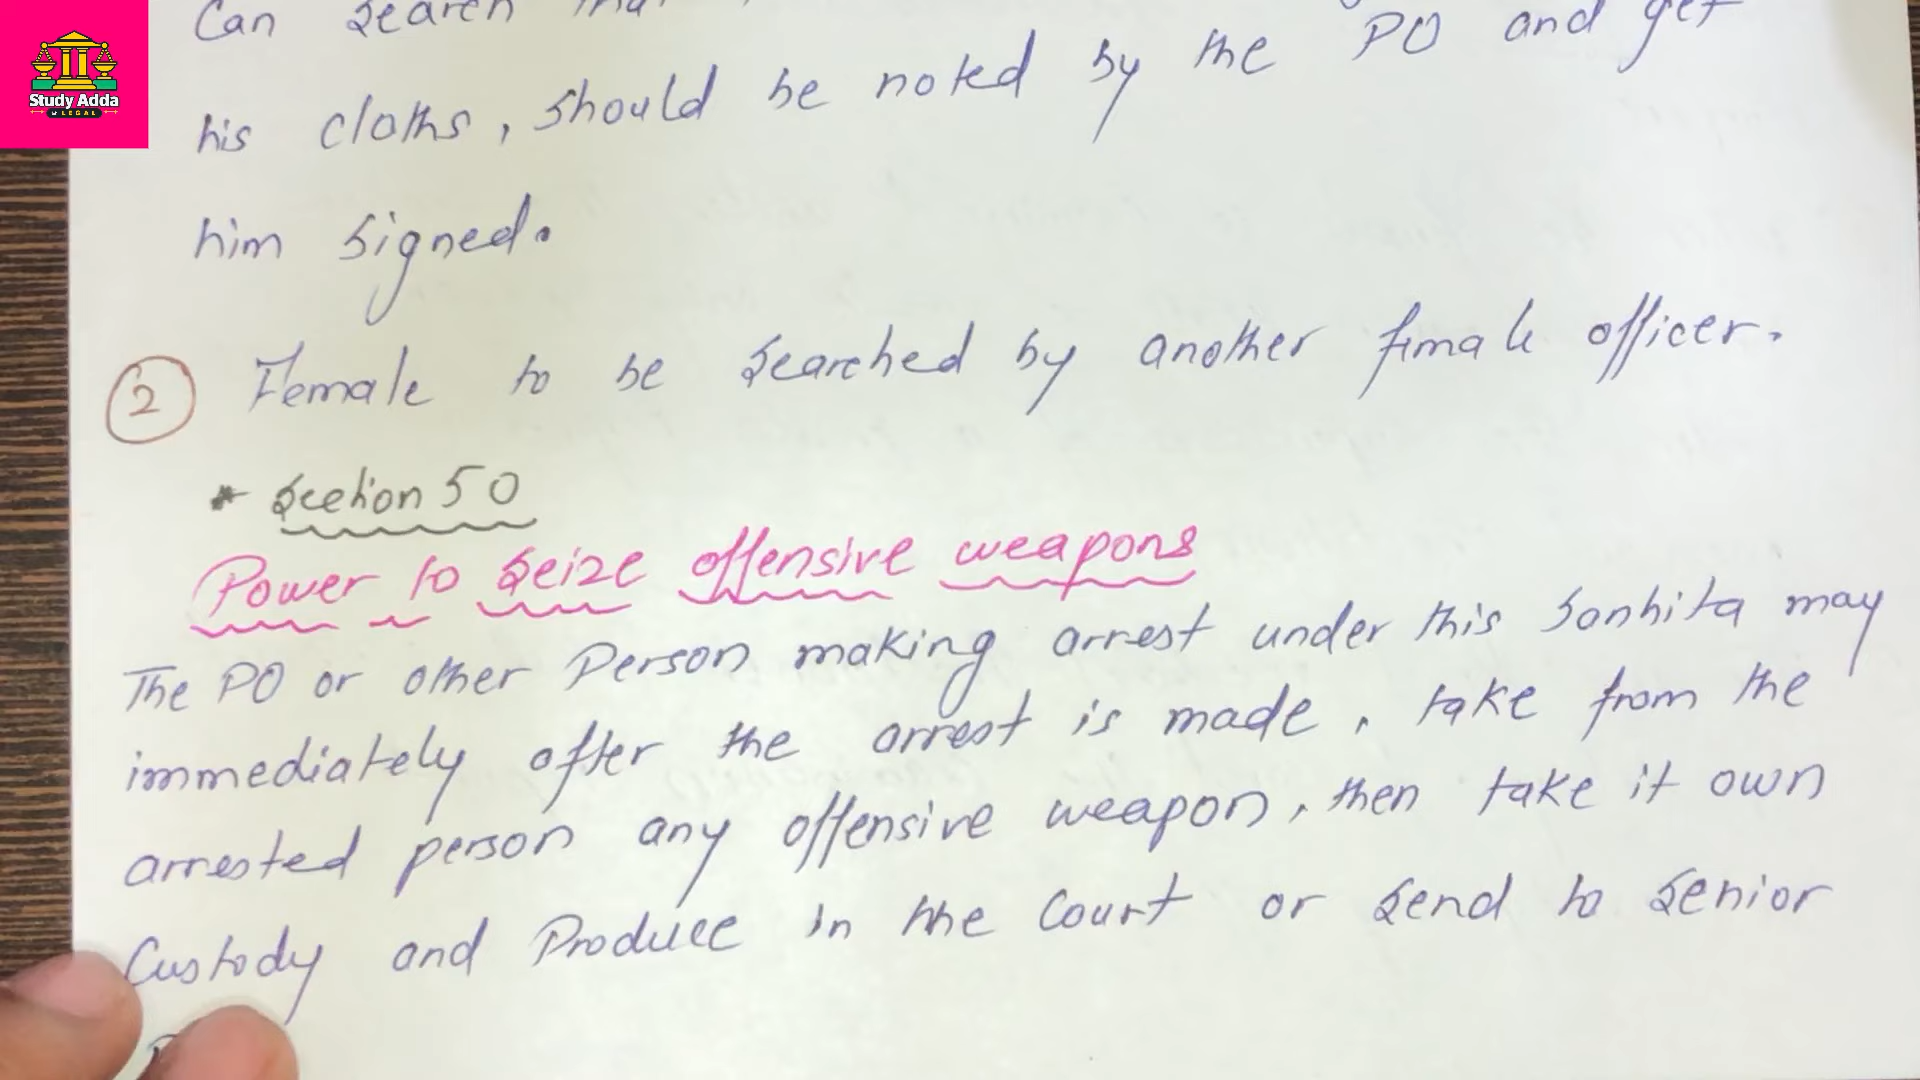 Can search
his cloths, should be noted by the PO and get
him signed.
2 Female to be searched by another female officer.
* Section 50
Power to seize offensive weapons
The PO or other Person making arrest under this Sanhita may
immediately after the arrest is made, take from the
arrested person any offensive weapon, then take it own
Custody and Produce in the Court or send to senior
Study Adda
LEGAL